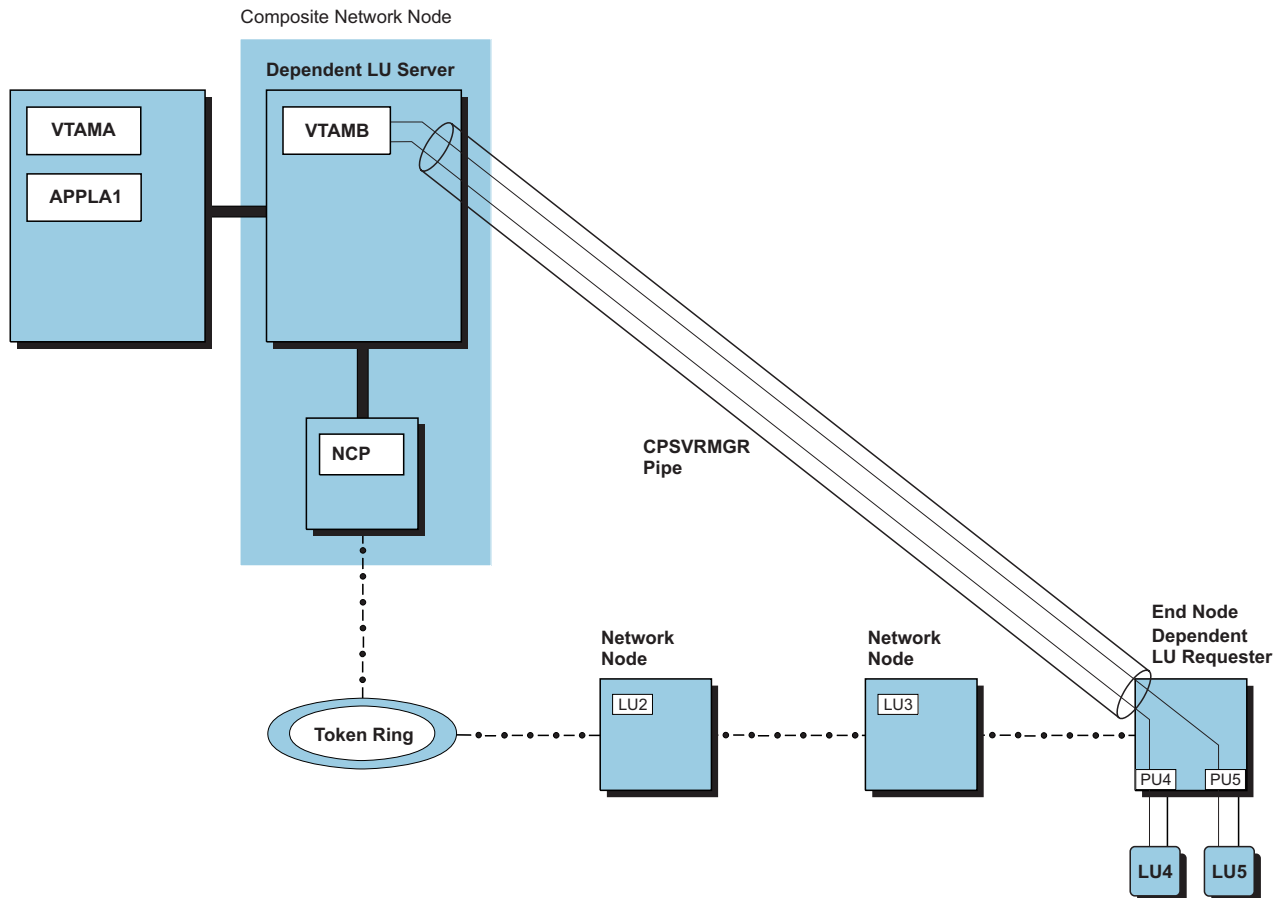 Composite Network Node
Dependent LU Server
VTAMA
APPLA1
VTAMB
NCP
CPSVRMGR
Pipe
Token Ring
Network
Node
LU2
Network
Node
LU3
End Node
Dependent
LU Requester
PU4
PU5
LU4
LU5